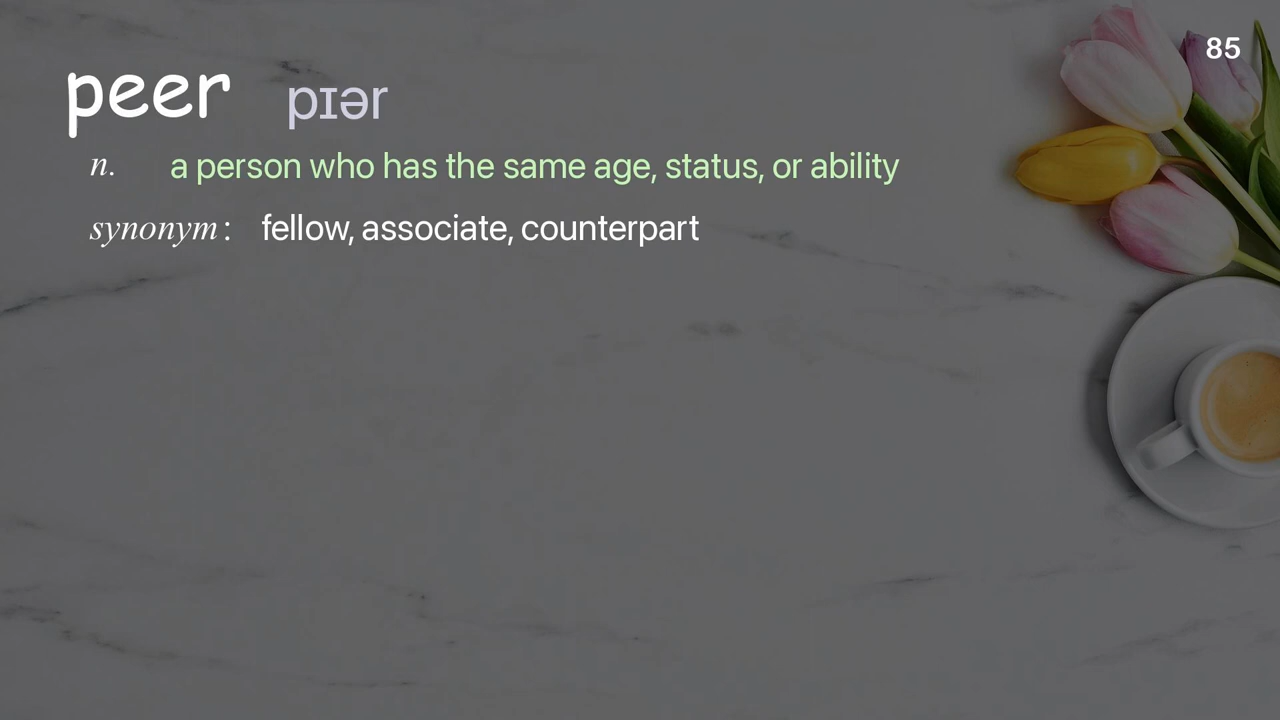 85
peer pɪər
n. a person who has the same age, status, or ability
synonym: fellow, associate, counterpart